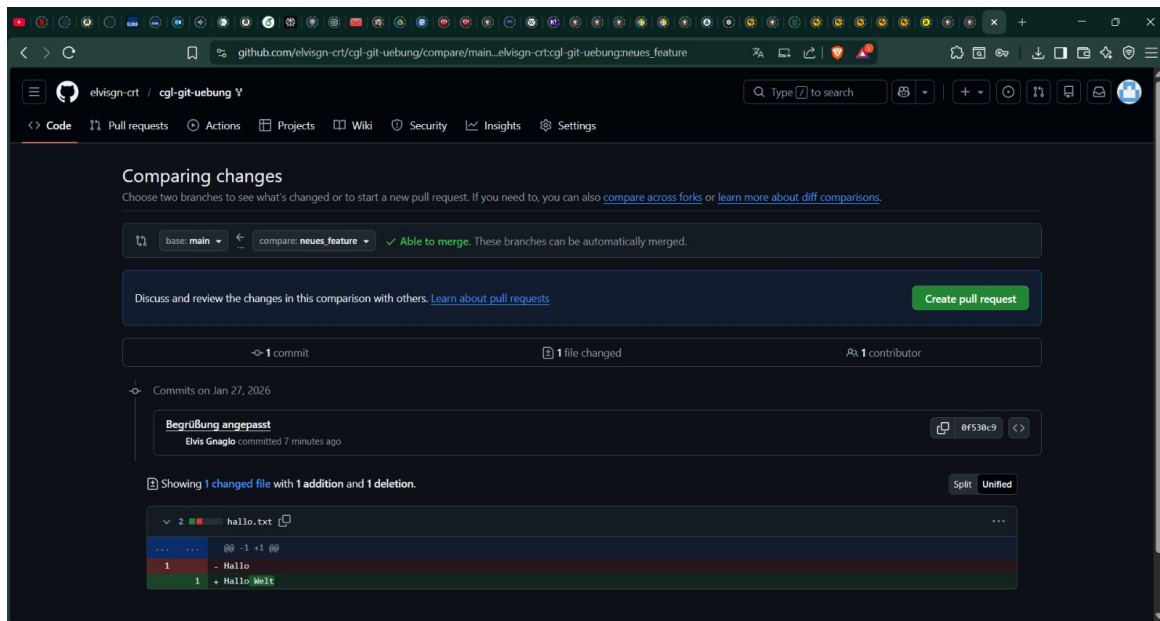 github.com/elvisgn-crt/cgl-git-uebung/compare/main...elvisgn-crt:cgl-git-uebung:neues_feature
elvisgn-crt / cgl-git-uebung
Type / to search
Code Pull requests Actions Projects Wiki Security Insights Settings
Comparing changes
Choose two branches to see what's changed or to start a new pull request. If you need to, you can also compare across forks or learn more about diff comparisons.
base: main compare: neues_feature Able to merge. These branches can be automatically merged.
Discuss and review the changes in this comparison with others. Learn about pull requests Create pull request
1 commit 1 file changed 1 contributor
Commits on Jan 27, 2026
Begrüßung angepasst
0f530c9
Elvis Gnaglo committed 7 minutes ago
Showing 1 changed file with 1 addition and 1 deletion. Split Unified
2 hallo.txt
... ... @@ -1 +1 @@
1 - Hallo
1 + Hallo Welt